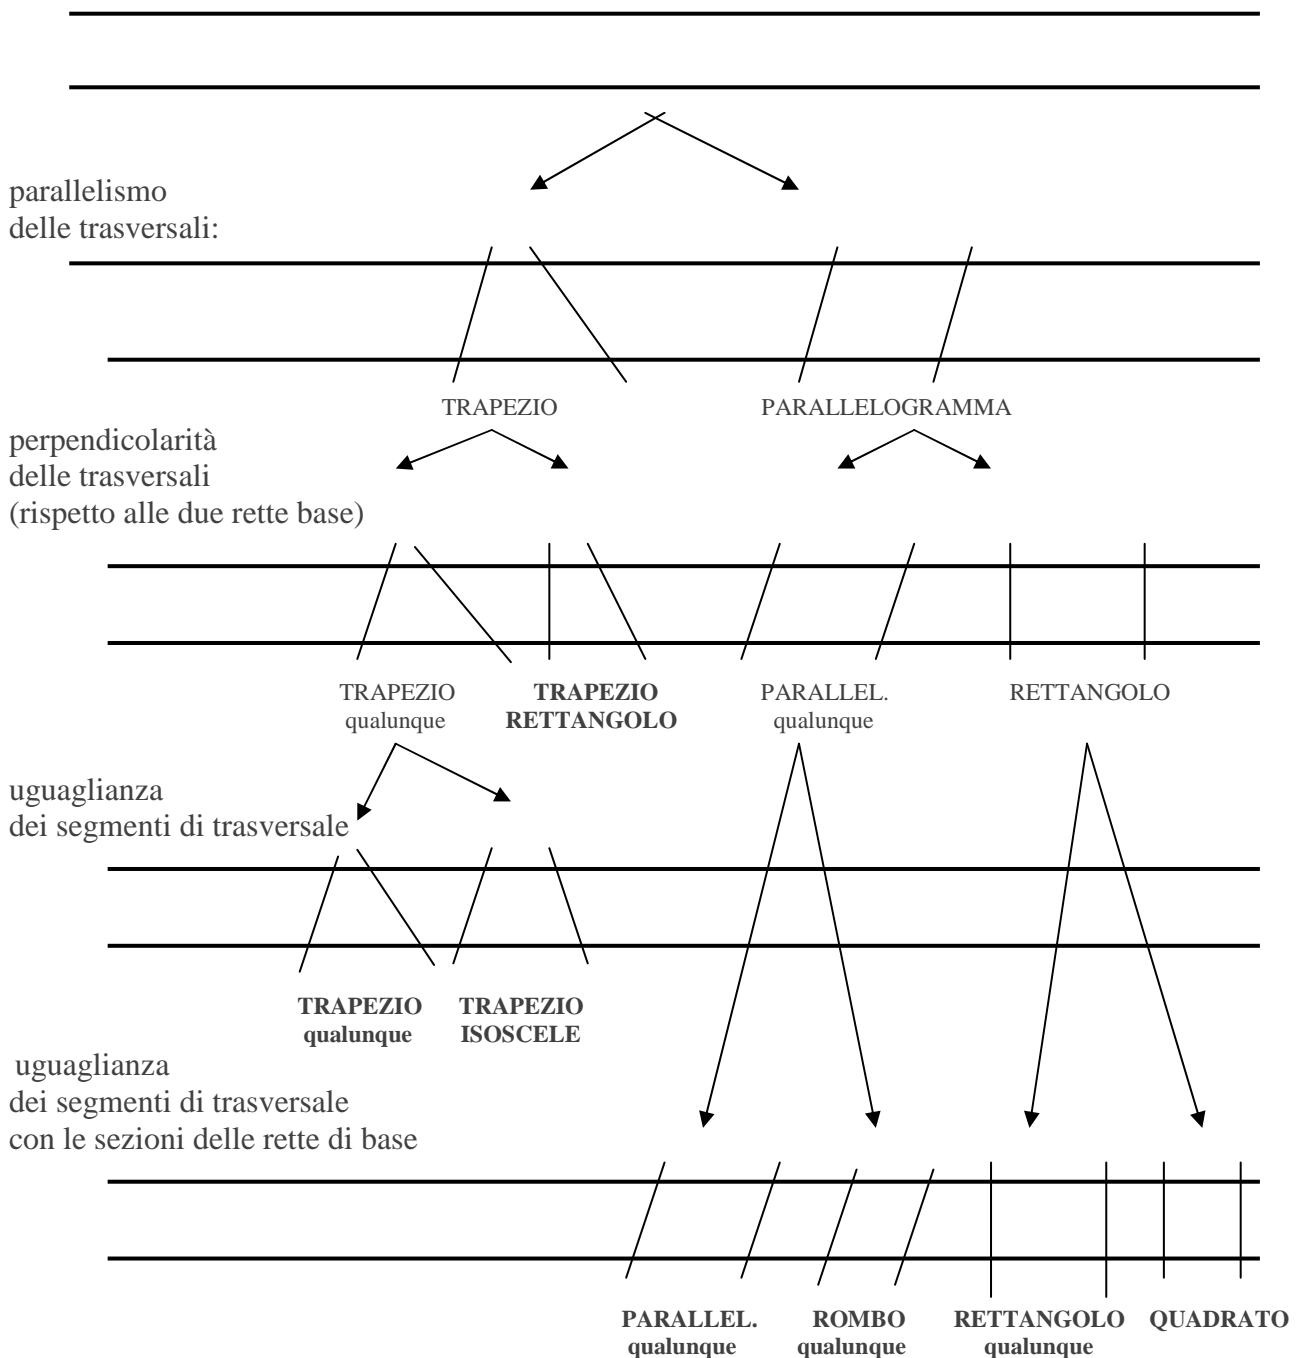 parallelismo
delle trasversali:
TRAPEZIO PARALLELOGRAMMA
perpendicolarità
delle trasversali
(rispetto alle due rette base)
TRAPEZIO TRAPEZIO PARALLEL. RETTANGOLO
qualunque RETTANGOLO qualunque
uguaglianza
dei segmenti di trasversale
TRAPEZIO TRAPEZIO
qualunque ISOSCELE
uguaglianza
dei segmenti di trasversale
con le sezioni delle rette di base
PARALLEL. ROMBO RETTANGOLO QUADRATO
qualunque qualunque qualunque